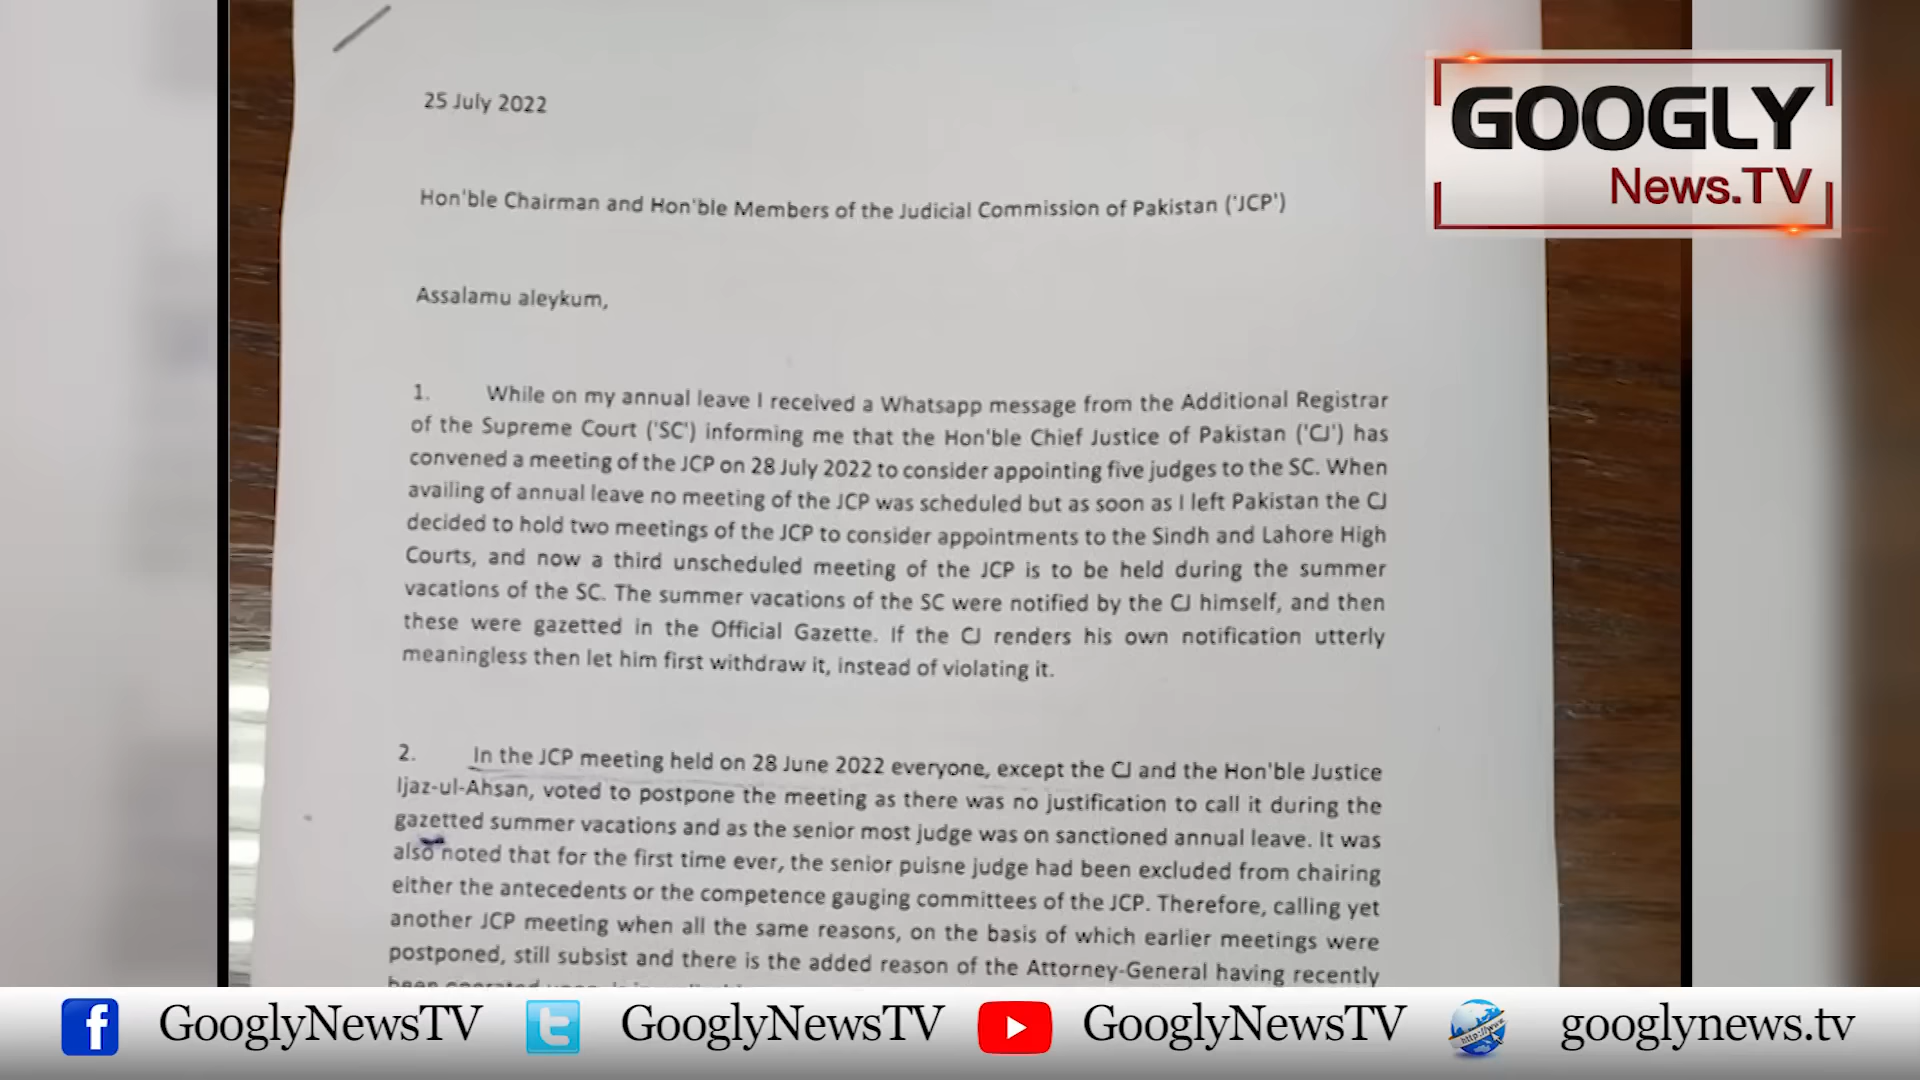 25 July 2022
GOOGLY
News.TV
Hon'ble Chairman and Hon'ble Members of the Judicial Commission of Pakistan ('JCP')
Assalamu aleykum,
1. While on my annual leave I received a Whatsapp message from the Additional Registrar
of the Supreme Court ('SC') informing me that the Hon'ble Chief Justice of Pakistan ('CJ') has
convened a meeting of the JCP on 28 July 2022 to consider appointing five judges to the SC. When
availing of annual leave no meeting of the JCP was scheduled but as soon as I left Pakistan the CJ
decided to hold two meetings of the JCP to consider appointments to the Sindh and Lahore High
Courts, and now a third unscheduled meeting of the JCP is to be held during the summer
vacations of the SC. The summer vacations of the SC were notified by the CJ himself, and then
these were gazetted in the Official Gazette. If the CJ renders his own notification utterly
meaningless then let him first withdraw it, instead of violating it.
2. In the JCP meeting held on 28 June 2022 everyone, except the CJ and the Hon'ble Justice
Ijaz-ul-Ahsan, voted to postpone the meeting as there was no justification to call it during the
gazetted summer vacations and as the senior most judge was on sanctioned annual leave. It was
also noted that for the first time ever, the senior puisne judge had been excluded from chairing
either the antecedents or the competence gauging committees of the JCP. Therefore, calling yet
another JCP meeting when all the same reasons, on the basis of which earlier meetings were
postponed, still subsist and there is the added reason of the Attorney-General having recently
GooglyNewsTV GooglyNewsTV GooglyNewsTV googlynews.tv